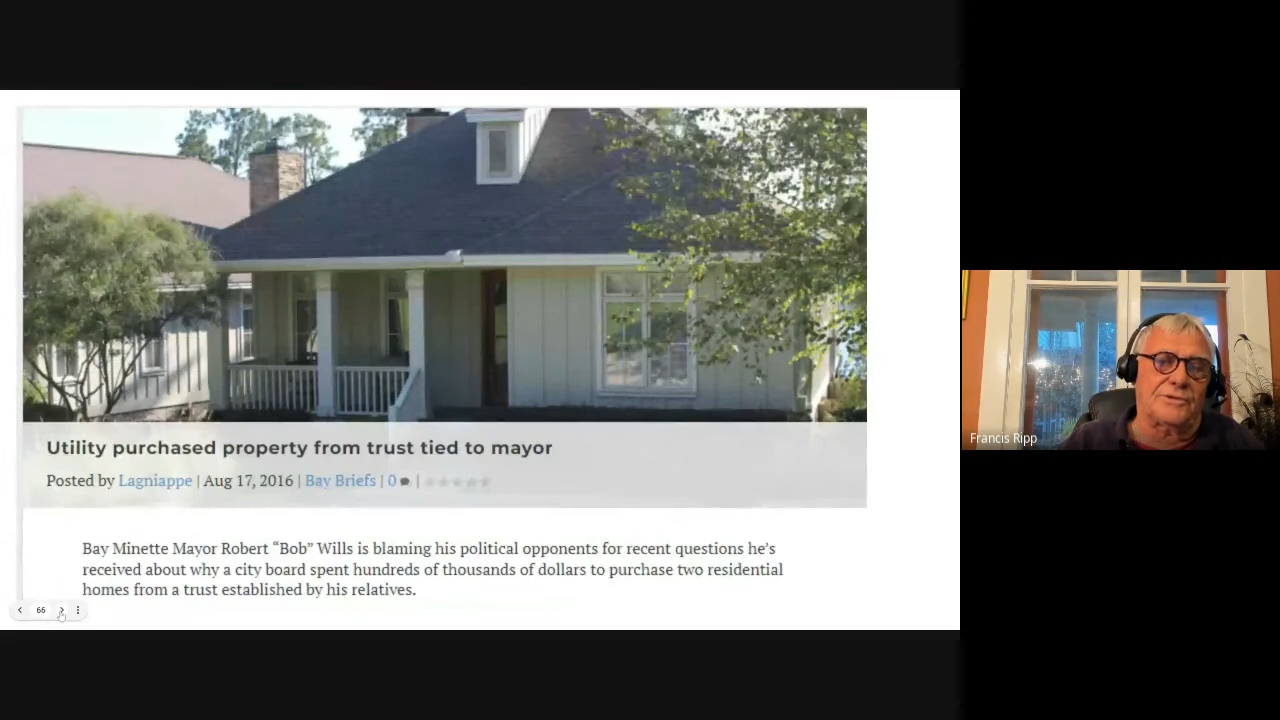 Utility purchased property from trust tied to mayor
Posted by Lagniappe | Aug 17, 2016 | Bay Briefs | 0 |
Bay Minette Mayor Robert “Bob” Wills is blaming his political opponents for recent questions he’s
received about why a city board spent hundreds of thousands of dollars to purchase two residential
homes from a trust established by his relatives.
66
Francis Ripp